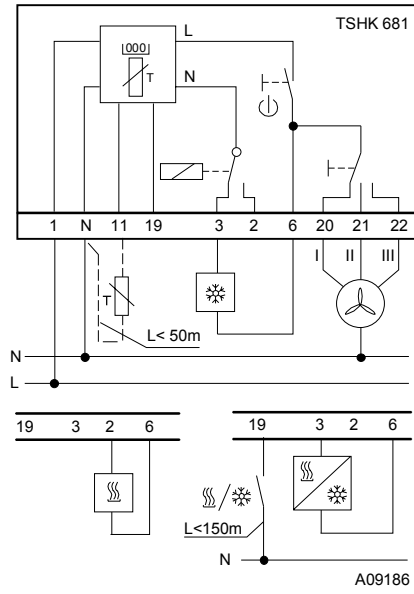 TSHK 681
L
000
T
N
1 N 11 19 3 2 6 20 21 22
I II III
T
L< 50m
N
L
19 3 2 6
19 3 2 6
L<150m
N
A09186